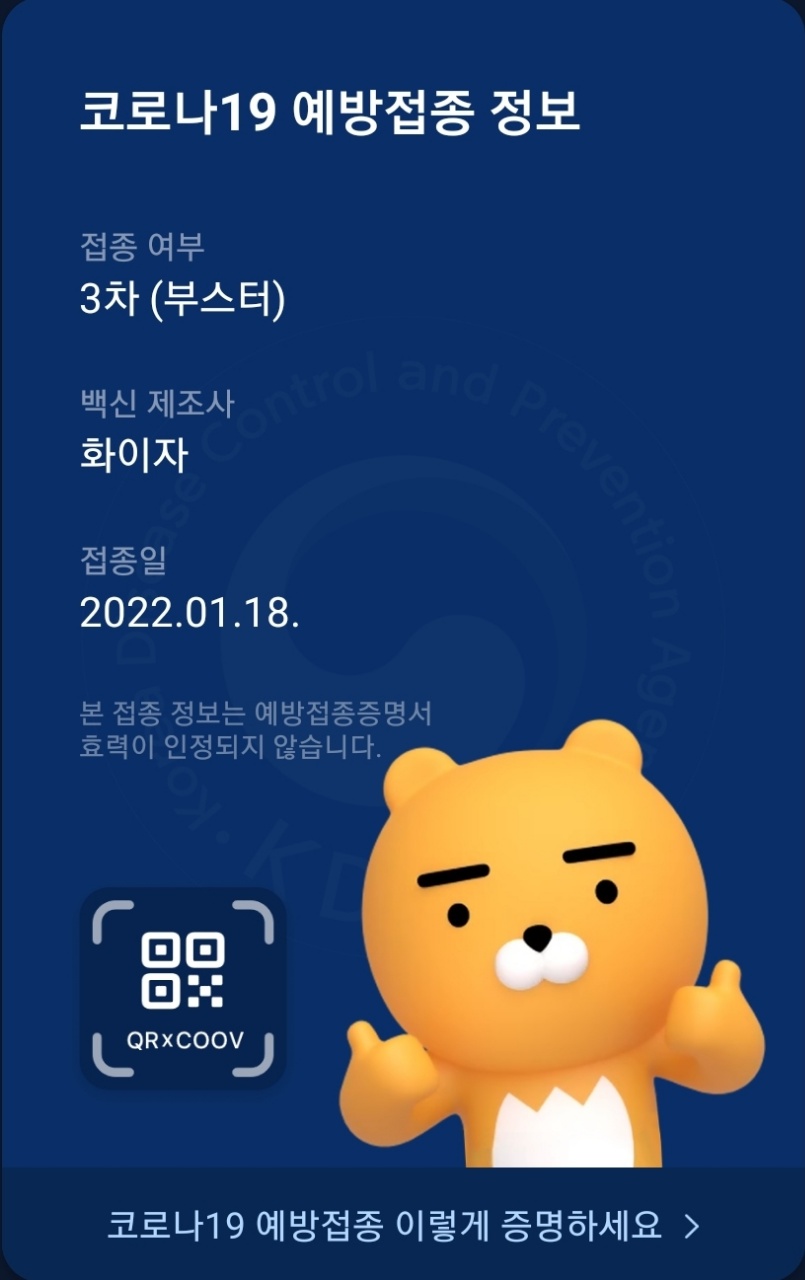 코로나19 예방접종 정보
접종 여부
3차 (부스터)
백신 제조사
화이자
접종일
2022.01.18.
본 접종 정보는 예방접종증명서
효력이 인정되지 않습니다.
Korea Disease Control and Prevention Agency
KD
QRxCOOV
코로나19 예방접종 이렇게 증명하세요 >